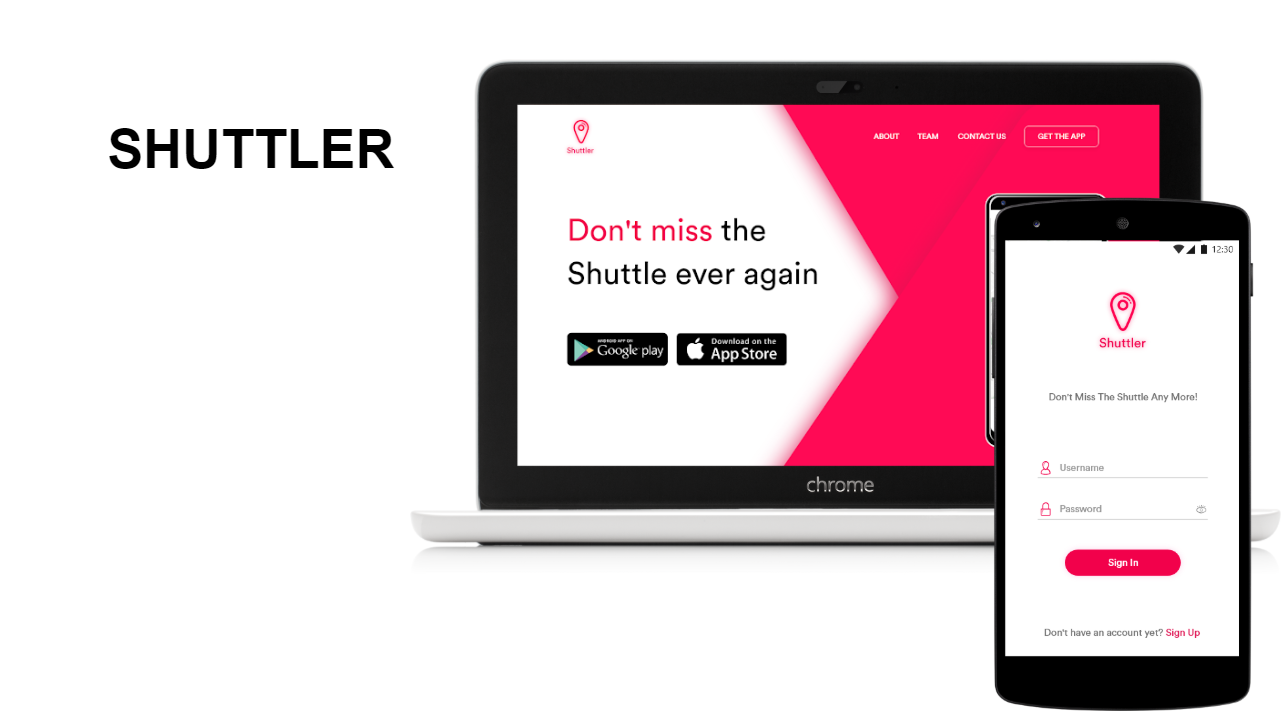 SHUTTLER
Shuttler
ABOUT TEAM CONTACT US GET THE APP
Don't miss the
Shuttle ever again
ANDROID APP ON
Google play
Download on the
App Store
chrome
12:30
Shuttler
Don't Miss The Shuttle Any More!
Username
Password
Sign In
Don't have an account yet? Sign Up